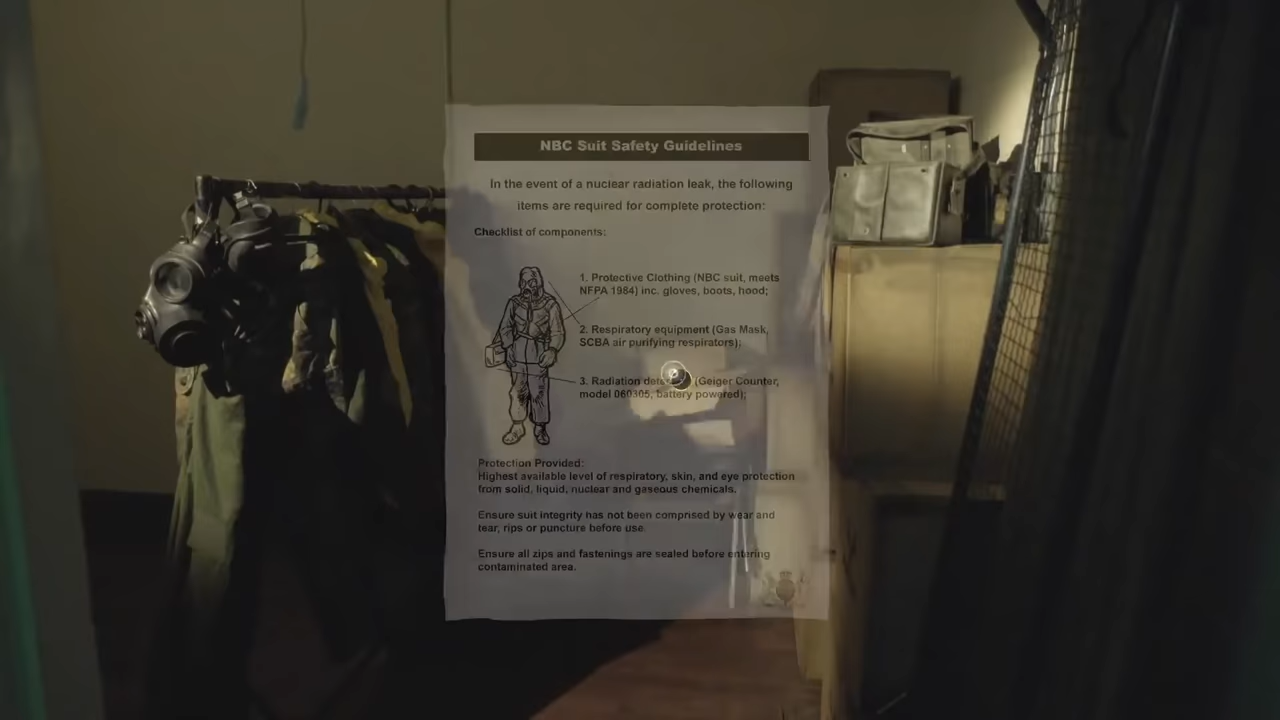 NBC Suit Safety Guidelines
In the event of a nuclear radiation leak, the following
items are required for complete protection:
Checklist of components:
1. Protective Clothing (NBC suit, meets
NFPA 1984) inc. gloves, boots, hood;
2. Respiratory equipment (Gas Mask,
SCBA air purifying respirators);
3. Radiation (Geiger Counter,
model 060305, battery powered);
Protection Provided:
Highest available level of respiratory, skin, and eye protection
from solid, liquid, nuclear and gaseous chemicals.
Ensure suit integrity has not been comprised by wear and
tear, rips or puncture before use.
Ensure all zips and fastenings are sealed before entering
contaminated area.